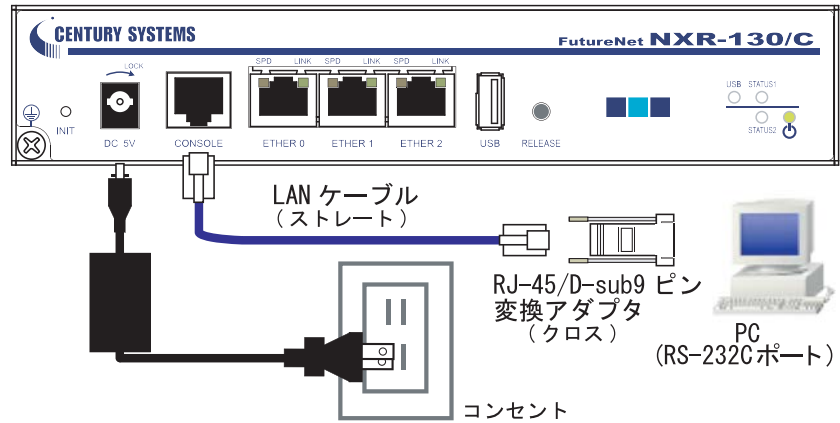 CENTURY SYSTEMS
FutureNet NXR-130/C
LOCK
SPD LINK SPD LINK SPD LINK
USB STATUS1
STATUS2
INIT
DC 5V
CONSOLE
ETHER 0
ETHER 1
ETHER 2
USB
RELEASE
LAN ケーブル
(ストレート)
RJ-45/D-sub9 ピン
変換アダプタ
(クロス)
PC
(RS-232Cポート)
コンセント